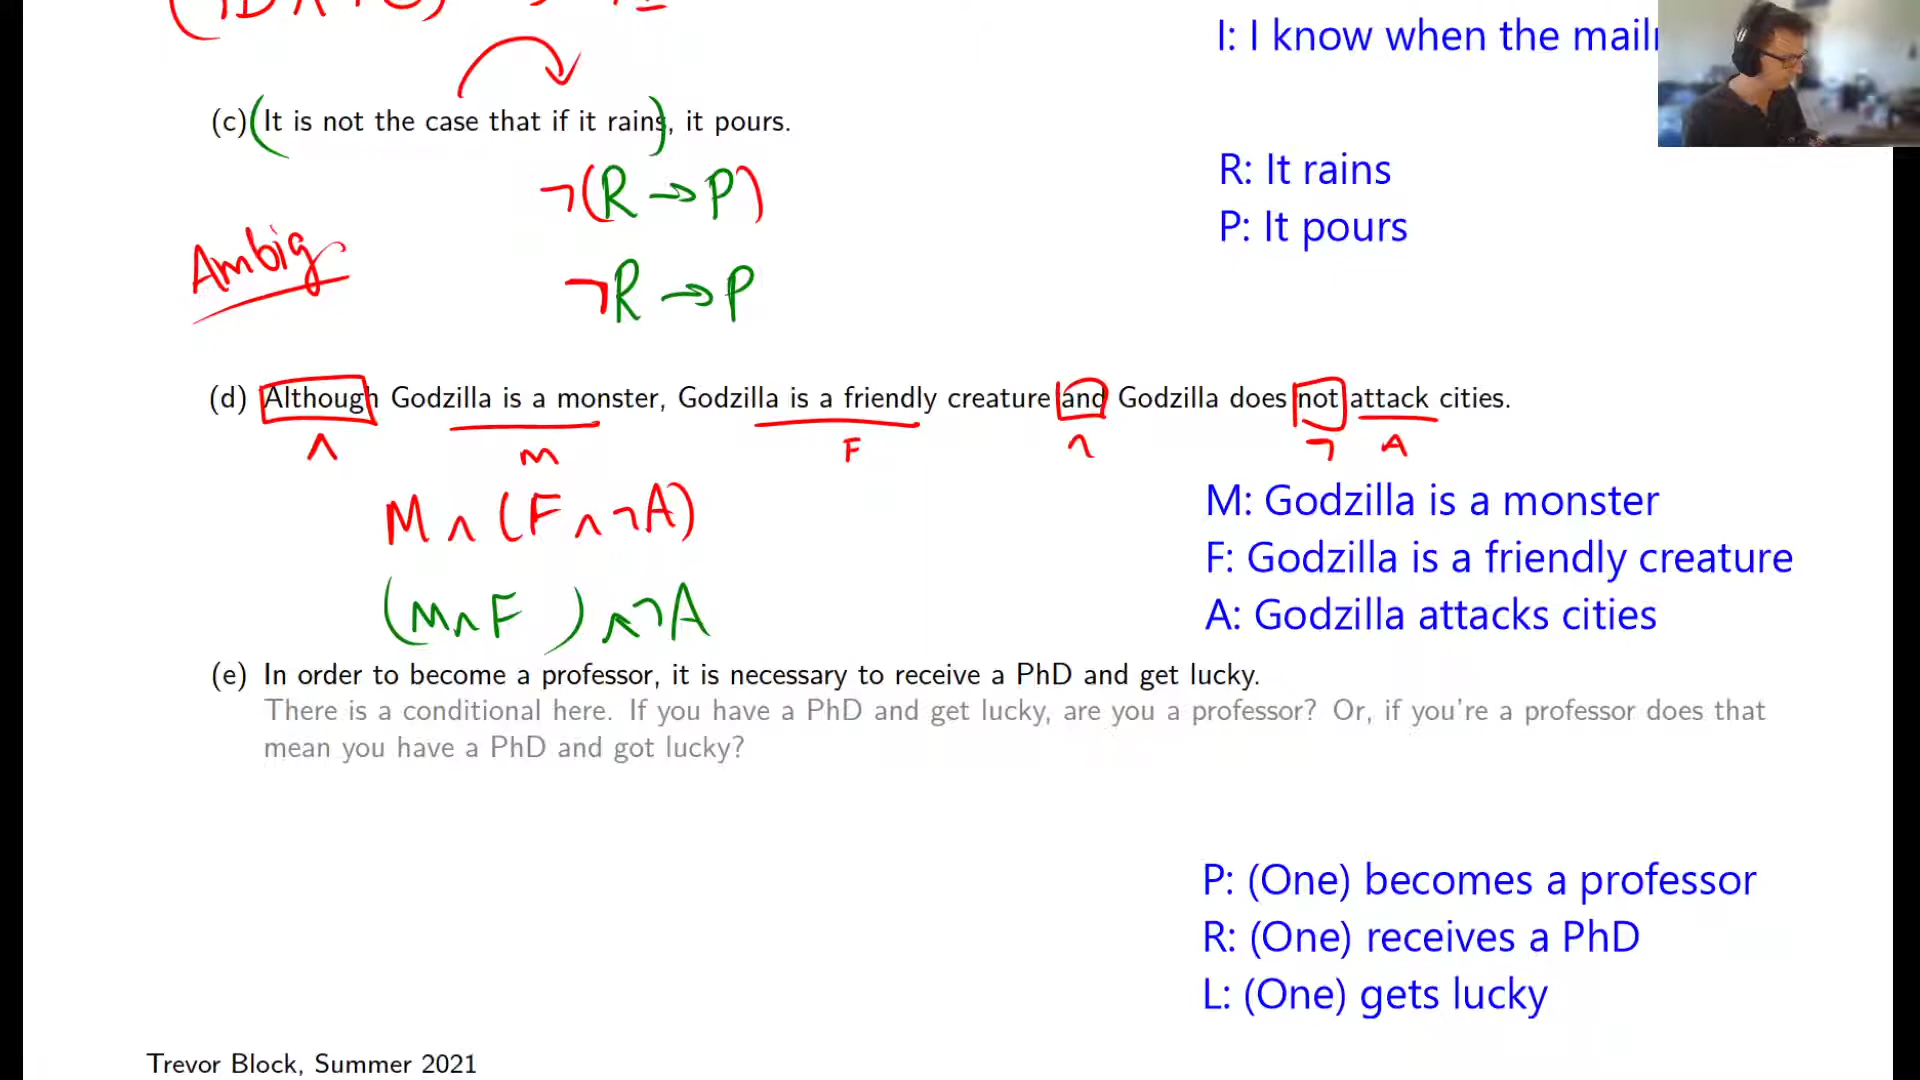 I: I know when the mail
(c) (It is not the case that if it rains), it pours.
¬(R → P)
R: It rains
P: It pours
Ambig
¬R → P
(d) Although Godzilla is a monster, Godzilla is a friendly creature and Godzilla does not attack cities.
∧ M F ∧ ¬ A
M ∧ (F ∧ ¬A)
(M ∧ F ) ∧ ¬A
M: Godzilla is a monster
F: Godzilla is a friendly creature
A: Godzilla attacks cities
(e) In order to become a professor, it is necessary to receive a PhD and get lucky.
There is a conditional here. If you have a PhD and get lucky, are you a professor? Or, if you're a professor does that
mean you have a PhD and got lucky?
P: (One) becomes a professor
R: (One) receives a PhD
L: (One) gets lucky
Trevor Block, Summer 2021